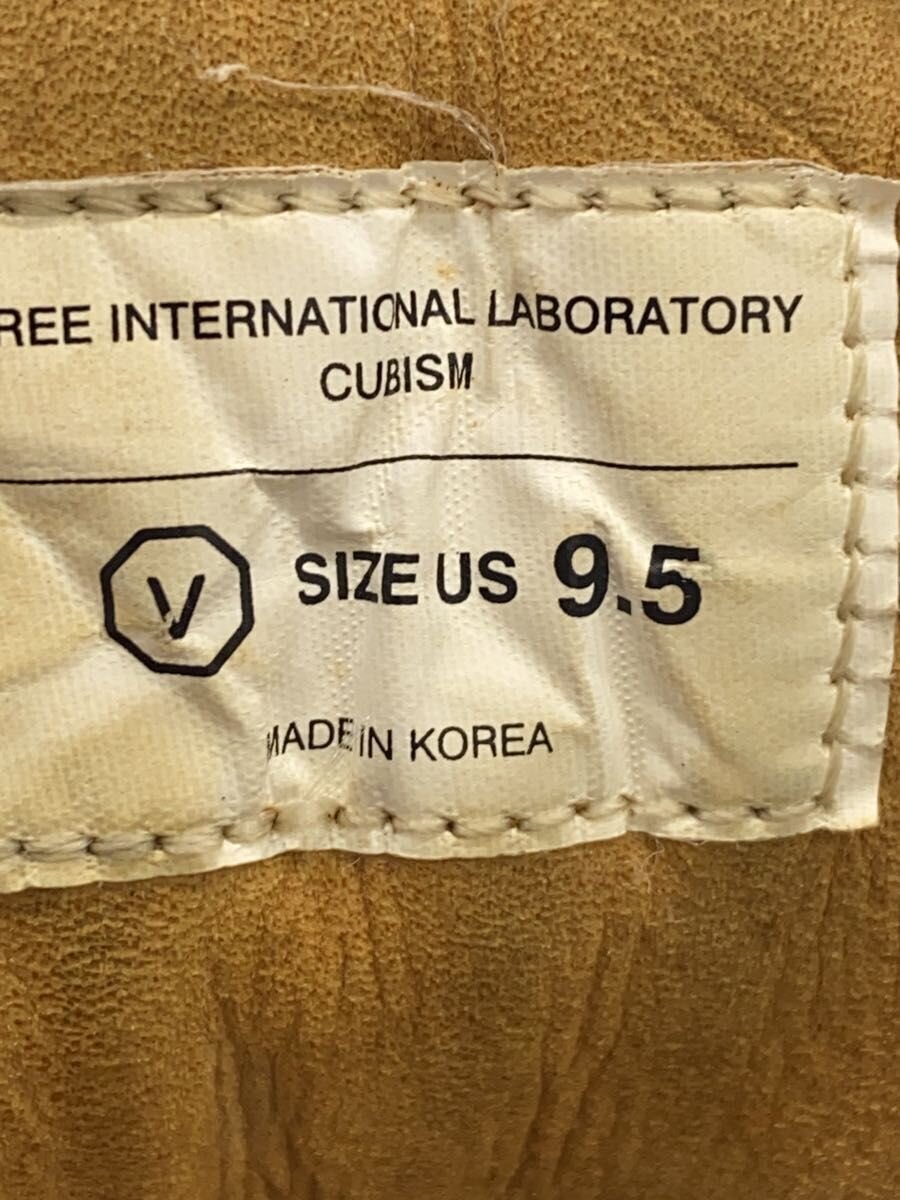 REE INTERNATIONAL LABORATORY
CUBISM
V SIZE US 9.5
MADE IN KOREA